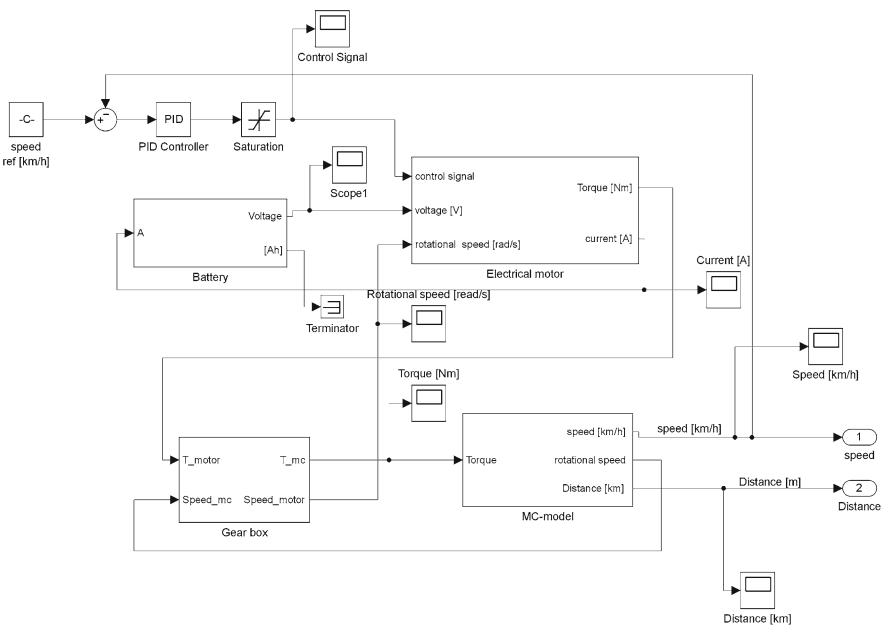 Control Signal
-C-
speed
ref [km/h]
+
−
PID
PID Controller
Saturation
Scope1
control signal
voltage [V]
rotational speed [rad/s]
Torque [Nm]
current [A]
Electrical motor
A
Voltage
[Ah]
Battery
Terminator
Current [A]
Rotational speed [read/s]
Speed [km/h]
Torque [Nm]
T_motor
Speed_mc
T_mc
Speed_motor
Gear box
Torque
speed [km/h]
rotational speed
Distance [km]
MC-model
speed [km/h]
1
speed
Distance [m]
2
Distance
Distance [km]